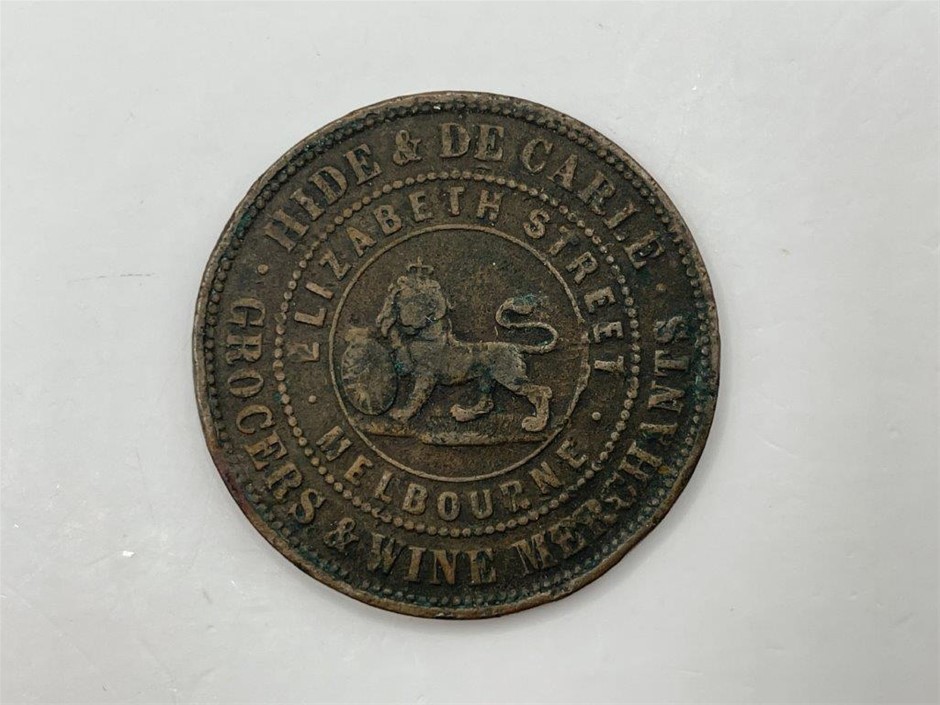 · HIDE & DE CARLE ·
GROCERS & WINE MERCHANTS
ELIZABETH STREET
· MELBOURNE ·